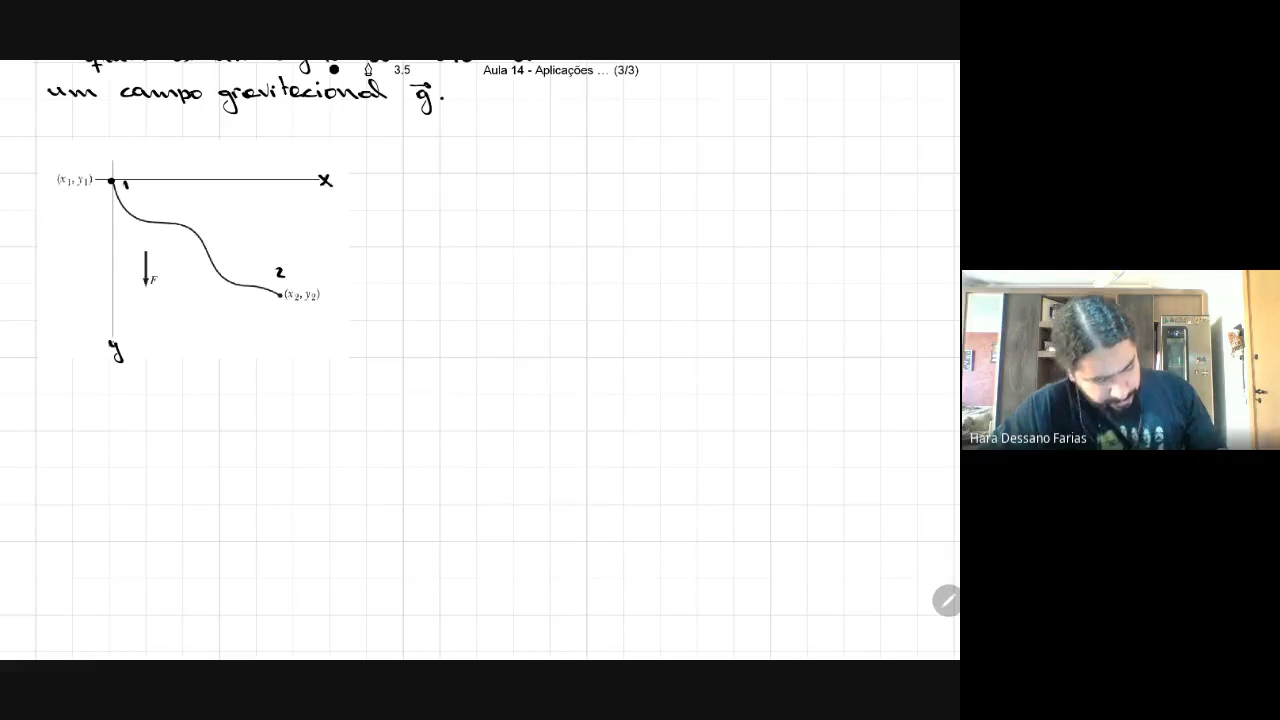 3.5 Aula 14 - Aplicações ... (3/3)
um campo gravitacional g⃗.
(x₁, y₁) 1 x
F
2
(x₂, y₂)
y
Hara Dessano Farias